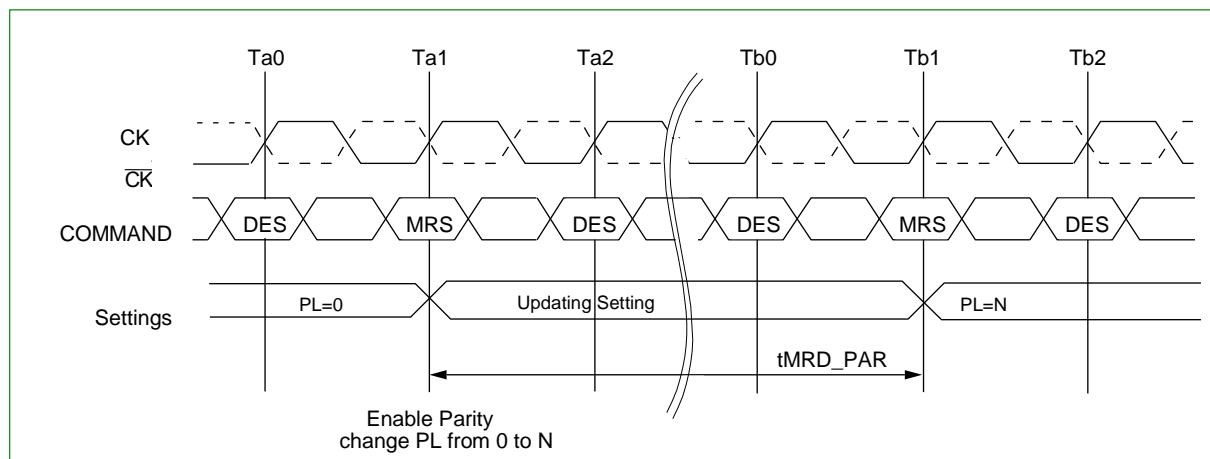 Ta0 Ta1 Ta2 Tb0 Tb1 Tb2
CK
C̅K̅
COMMAND DES MRS DES DES MRS DES
Settings PL=0 Updating Setting PL=N
tMRD_PAR
Enable Parity
change PL from 0 to N